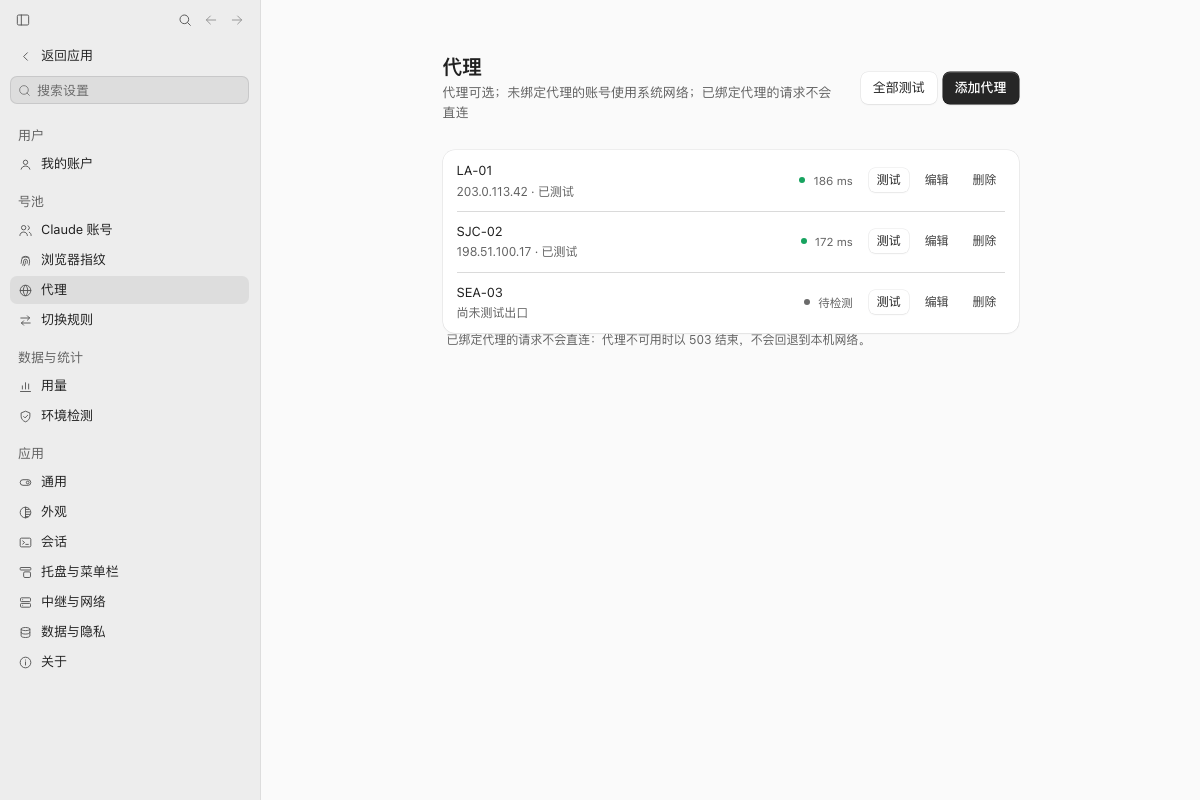 返回应用
搜索设置
用户
我的账户
号池
Claude 账号
浏览器指纹
代理
切换规则
数据与统计
用量
环境检测
应用
通用
外观
会话
托盘与菜单栏
中继与网络
数据与隐私
关于
代理
代理可选；未绑定代理的账号使用系统网络；已绑定代理的请求不会
直连
全部测试
添加代理
LA-01
203.0.113.42 · 已测试
186 ms
测试
编辑
删除
SJC-02
198.51.100.17 · 已测试
172 ms
测试
编辑
删除
SEA-03
尚未测试出口
待检测
测试
编辑
删除
已绑定代理的请求不会直连：代理不可用时以 503 结束，不会回退到本机网络。